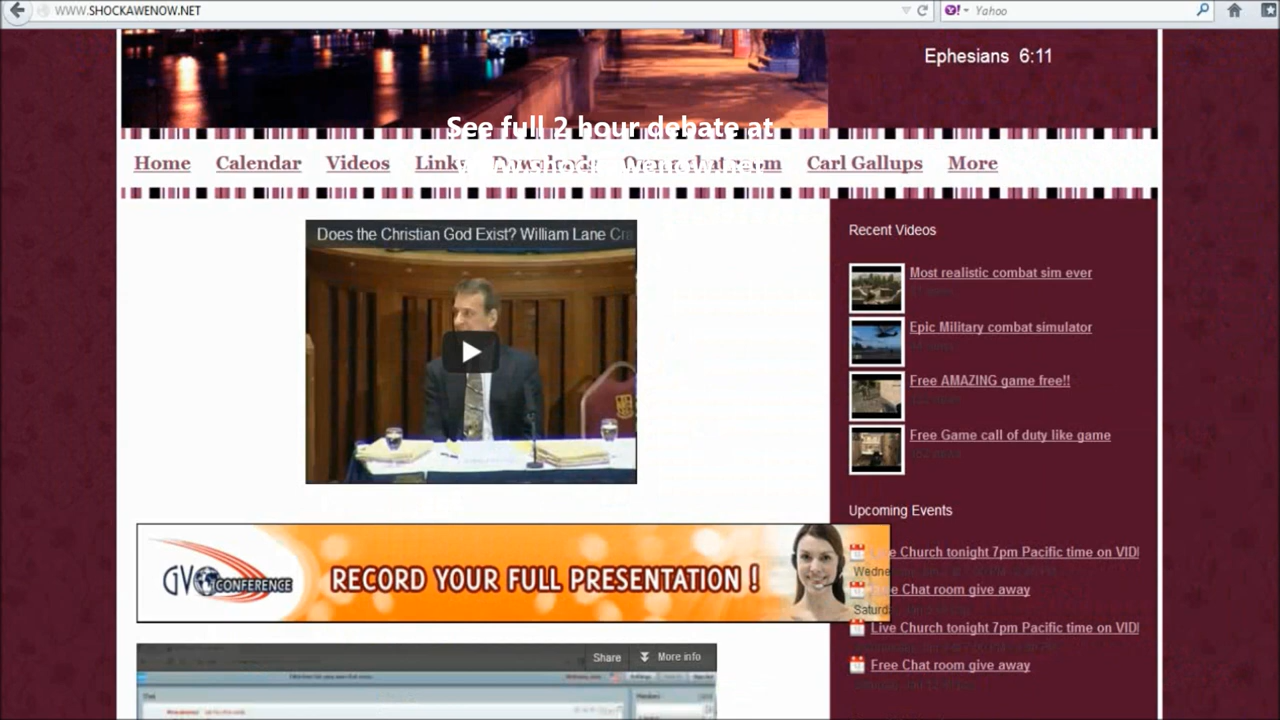 WWW.SHOCKAWENOW.NET
Yahoo
Ephesians 6:11
See full 2 hour debate at
Home Calendar Videos Carl Gallups More
Does the Christian God Exist? William Lane Cra
Recent Videos
Most realistic combat sim ever
Epic Military combat simulator
Free AMAZING game free!!
Free Game call of duty like game
Upcoming Events
GVO CONFERENCE
RECORD YOUR FULL PRESENTATION !
Live Church tonight 7pm Pacific time on VID
Free Chat room give away
Live Church tonight 7pm Pacific time on VID
Free Chat room give away
Share More info